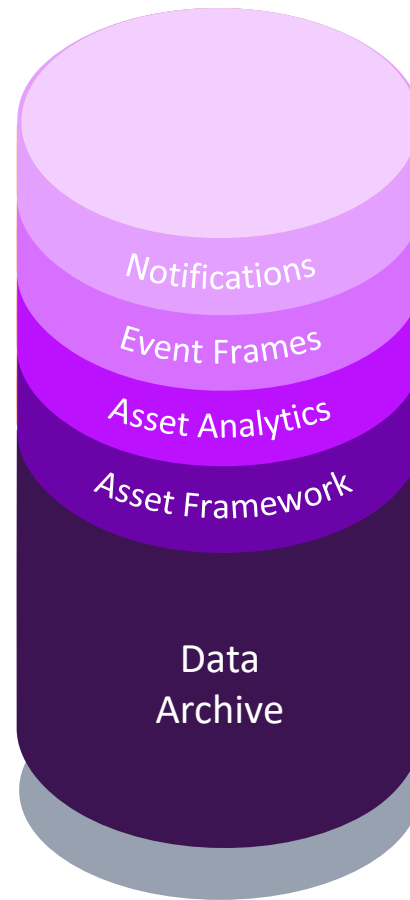 Notifications
Event Frames
Asset Analytics
Asset Framework
Data
Archive